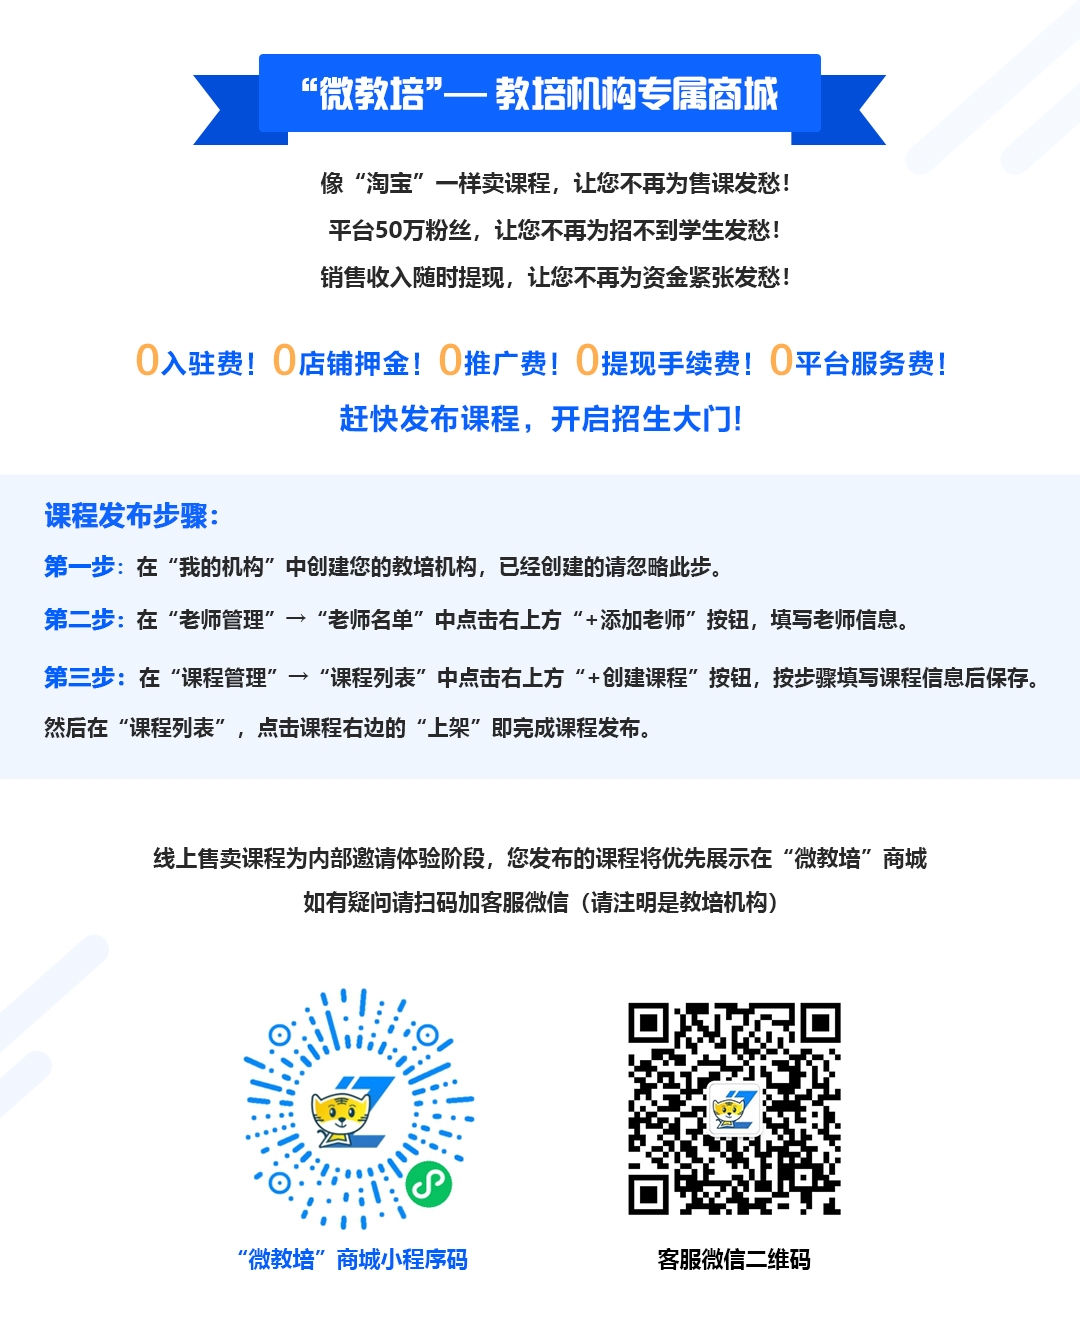 “微教培”— 教培机构专属商城
像“淘宝”一样卖课程，让您不再为售课发愁！
平台50万粉丝，让您不再为招不到学生发愁！
销售收入随时提现，让您不再为资金紧张发愁！
0入驻费！0店铺押金！0推广费！0提现手续费！0平台服务费！
赶快发布课程，开启招生大门！
课程发布步骤：
第一步：在“我的机构”中创建您的教培机构，已经创建的请忽略此步。
第二步：在“老师管理”→“老师名单”中点击右上方“+添加老师”按钮，填写老师信息。
第三步：在“课程管理”→“课程列表”中点击右上方“+创建课程”按钮，按步骤填写课程信息后保存。
然后在“课程列表”，点击课程右边的“上架”即完成课程发布。
线上售卖课程为内部邀请体验阶段，您发布的课程将优先展示在“微教培”商城
如有疑问请扫码加客服微信（请注明是教培机构）
“微教培”商城小程序码
客服微信二维码